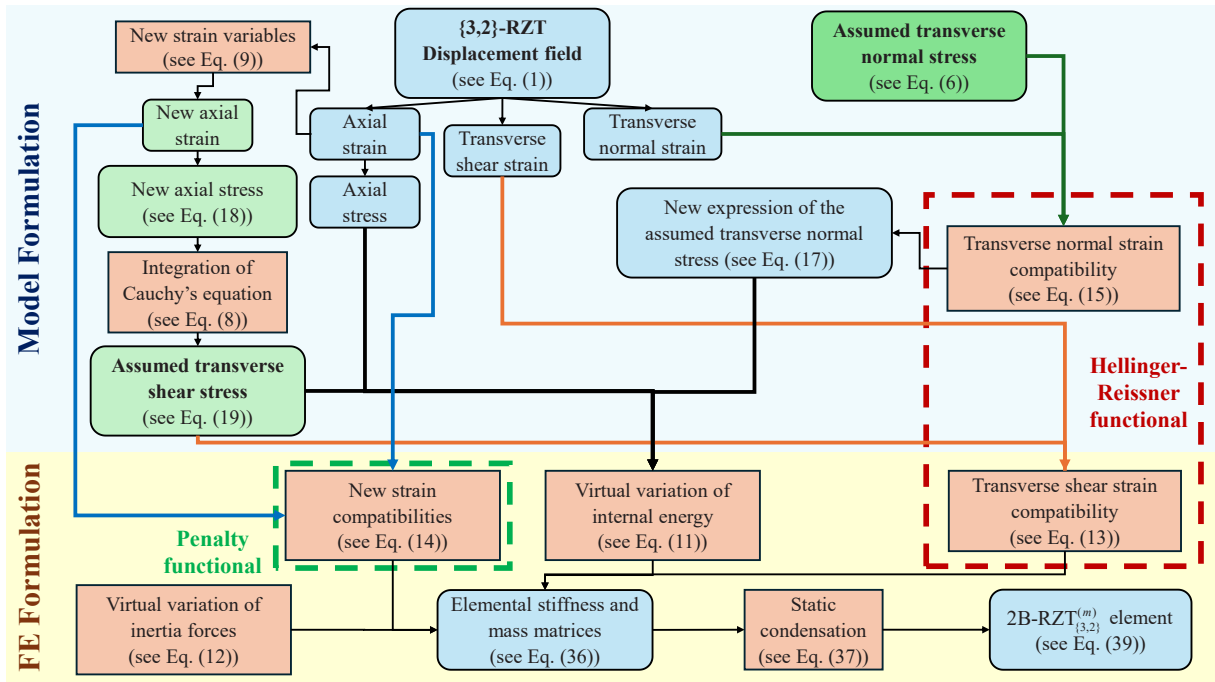 Model Formulation
New strain variables
(see Eq. (9))
{3,2}-RZT
Displacement field
(see Eq. (1))
Assumed transverse
normal stress
(see Eq. (6))
New axial
strain
Axial
strain
Transverse
shear strain
Transverse
normal strain
New axial stress
(see Eq. (18))
Axial
stress
New expression of the
assumed transverse normal
stress (see Eq. (17))
Transverse normal strain
compatibility
(see Eq. (15))
Integration of
Cauchy's equation
(see Eq. (8))
Assumed transverse
shear stress
(see Eq. (19))
Hellinger-
Reissner
functional
FE Formulation
New strain
compatibilities
(see Eq. (14))
Penalty
functional
Virtual variation of
internal energy
(see Eq. (11))
Transverse shear strain
compatibility
(see Eq. (13))
Virtual variation of
inertia forces
(see Eq. (12))
Elemental stiffness and
mass matrices
(see Eq. (36))
Static
condensation
(see Eq. (37))
2B-RZT^{(m)}_{{3,2}} element
(see Eq. (39))